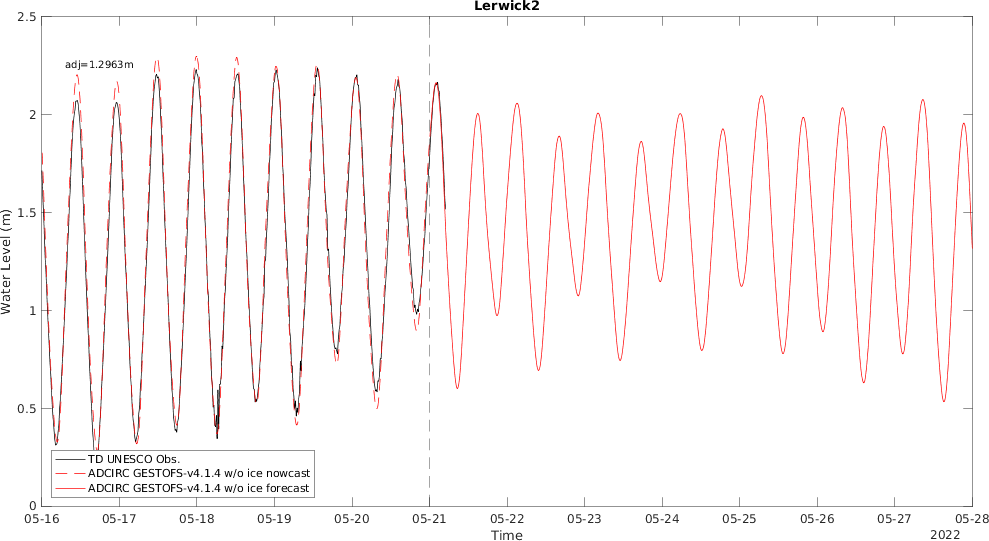 Lerwick2
2.5
2
1.5
1
0.5
0
Water Level (m)
adj=1.2963m
TD UNESCO Obs.
ADCIRC GESTOFS-v4.1.4 w/o ice nowcast
ADCIRC GESTOFS-v4.1.4 w/o ice forecast
05-16 05-17 05-18 05-19 05-20 05-21 05-22 05-23 05-24 05-25 05-26 05-27 05-28
Time
2022